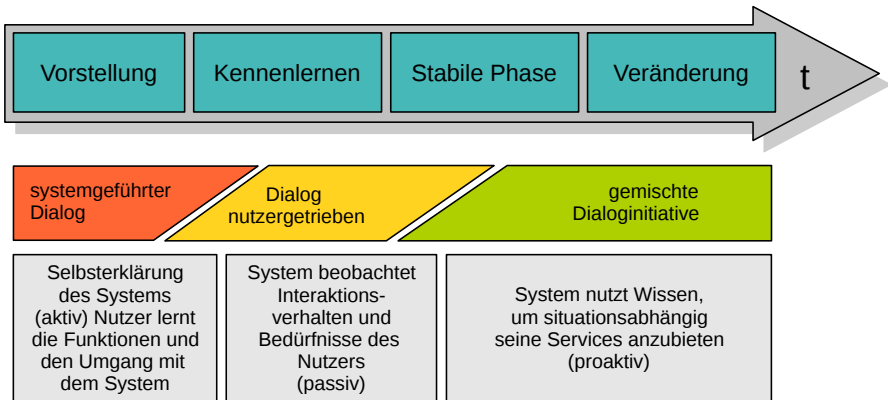 Vorstellung
Kennenlernen
Stabile Phase
Veränderung
t
systemgeführter
Dialog
Dialog
nutzergetrieben
gemischte
Dialoginitiative
Selbsterklärung
des Systems
(aktiv) Nutzer lernt
die Funktionen und
den Umgang mit
dem System
System beobachtet
Interaktions-
verhalten und
Bedürfnisse des
Nutzers
(passiv)
System nutzt Wissen,
um situationsabhängig
seine Services anzubieten
(proaktiv)